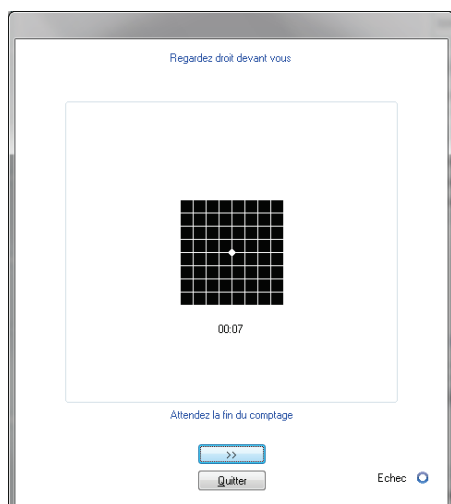 Regardez droit devant vous
00:07
Attendez la fin du comptage
>>
Quitter
Echec